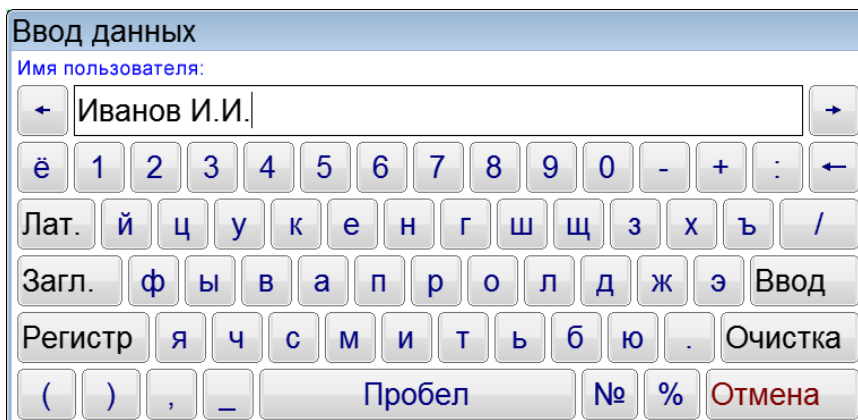 Ввод данных
Имя пользователя:
← Иванов И.И. →
ё 1 2 3 4 5 6 7 8 9 0 - + : ←
Лат. й ц у к е н г ш щ з х ъ /
Загл. ф ы в а п р о л д ж э Ввод
Регистр я ч с м и т ь б ю . Очистка
( ) , _ Пробел № % Отмена